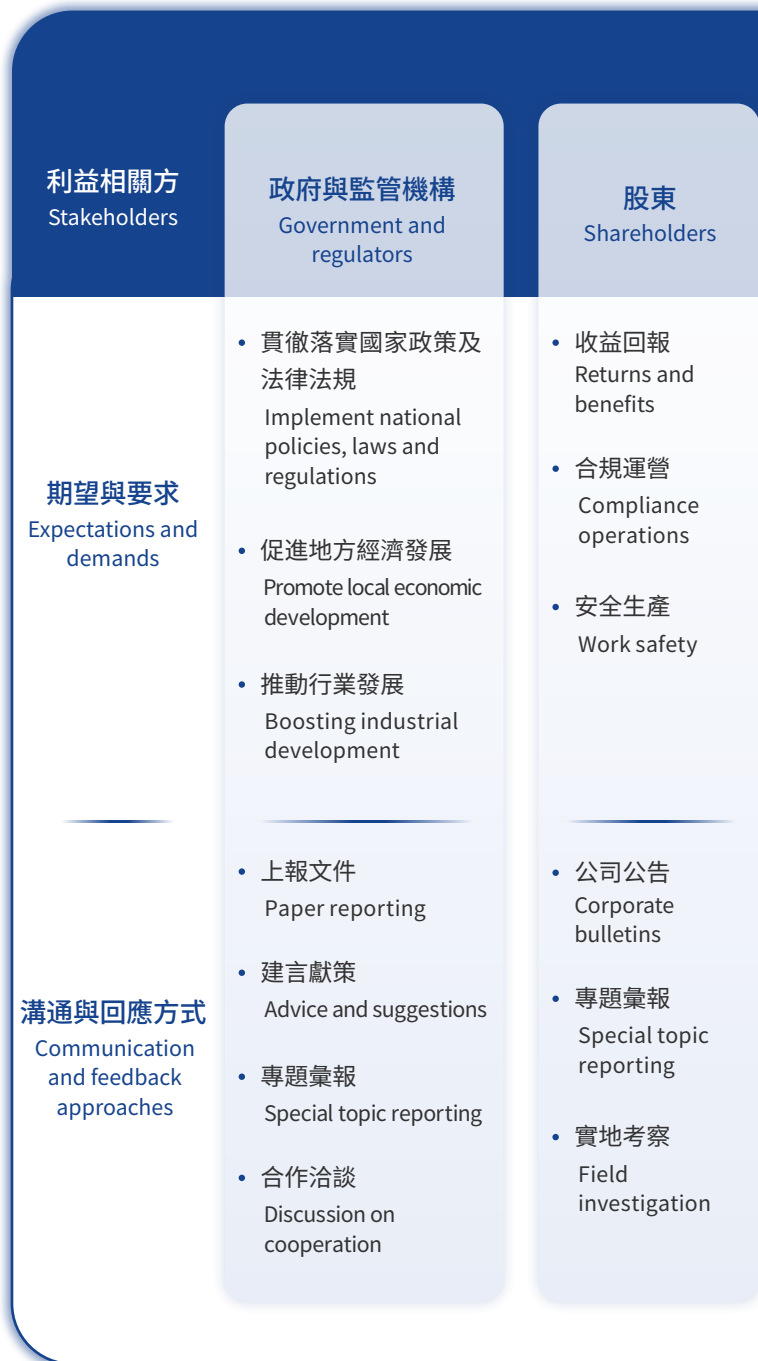 利益相關方
Stakeholders
政府與監管機構
Government and
regulators
股東
Shareholders
期望與要求
Expectations and
demands
• 貫徹落實國家政策及
法律法規
Implement national
policies, laws and
regulations
• 促進地方經濟發展
Promote local economic
development
• 推動行業發展
Boosting industrial
development
• 收益回報
Returns and
benefits
• 合規運營
Compliance
operations
• 安全生產
Work safety
溝通與回應方式
Communication
and feedback
approaches
• 上報文件
Paper reporting
• 建言獻策
Advice and suggestions
• 專題彙報
Special topic reporting
• 合作洽談
Discussion on
cooperation
• 公司公告
Corporate
bulletins
• 專題彙報
Special topic
reporting
• 實地考察
Field
investigation